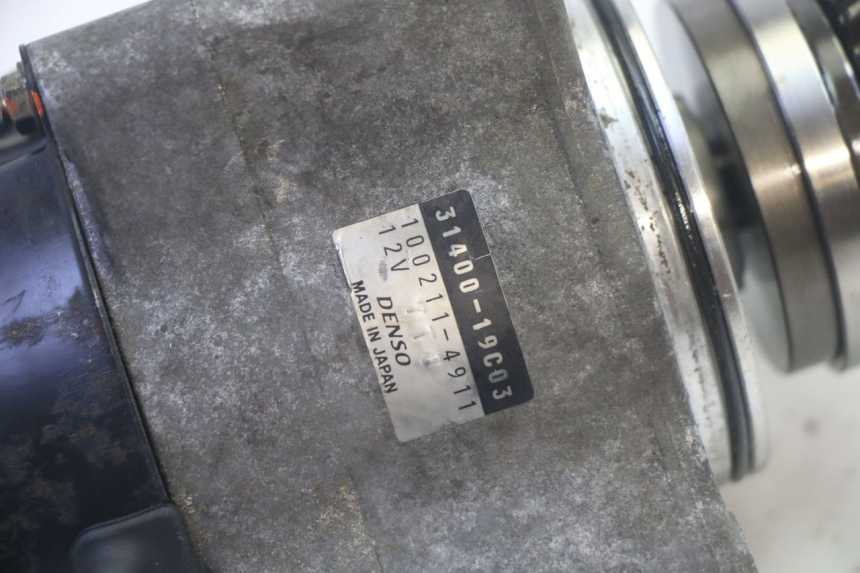 31400-19C03
100211-4911
12V
DENSO
MADE IN JAPAN